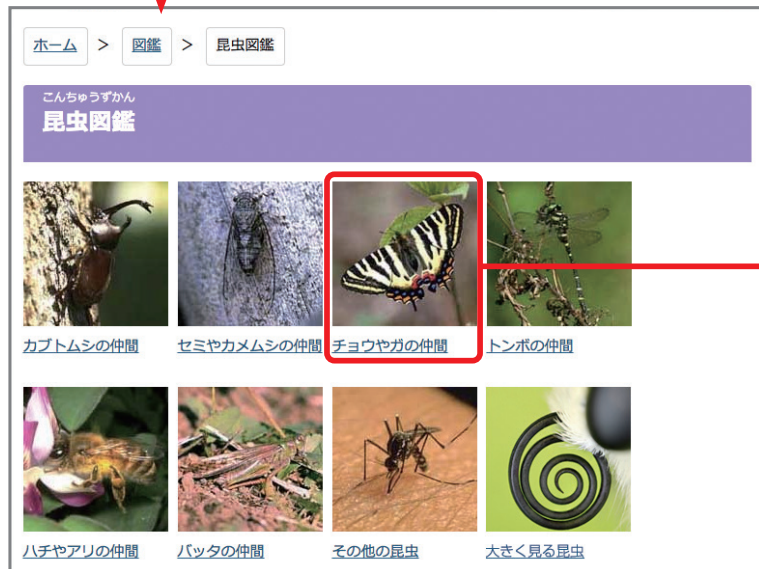 ホーム > 図鑑 > 昆虫図鑑
こんちゅうずかん
昆虫図鑑
カブトムシの仲間 セミやカメムシの仲間 チョウやガの仲間 トンボの仲間
ハチやアリの仲間 バッタの仲間 その他の昆虫 大きく見る昆虫